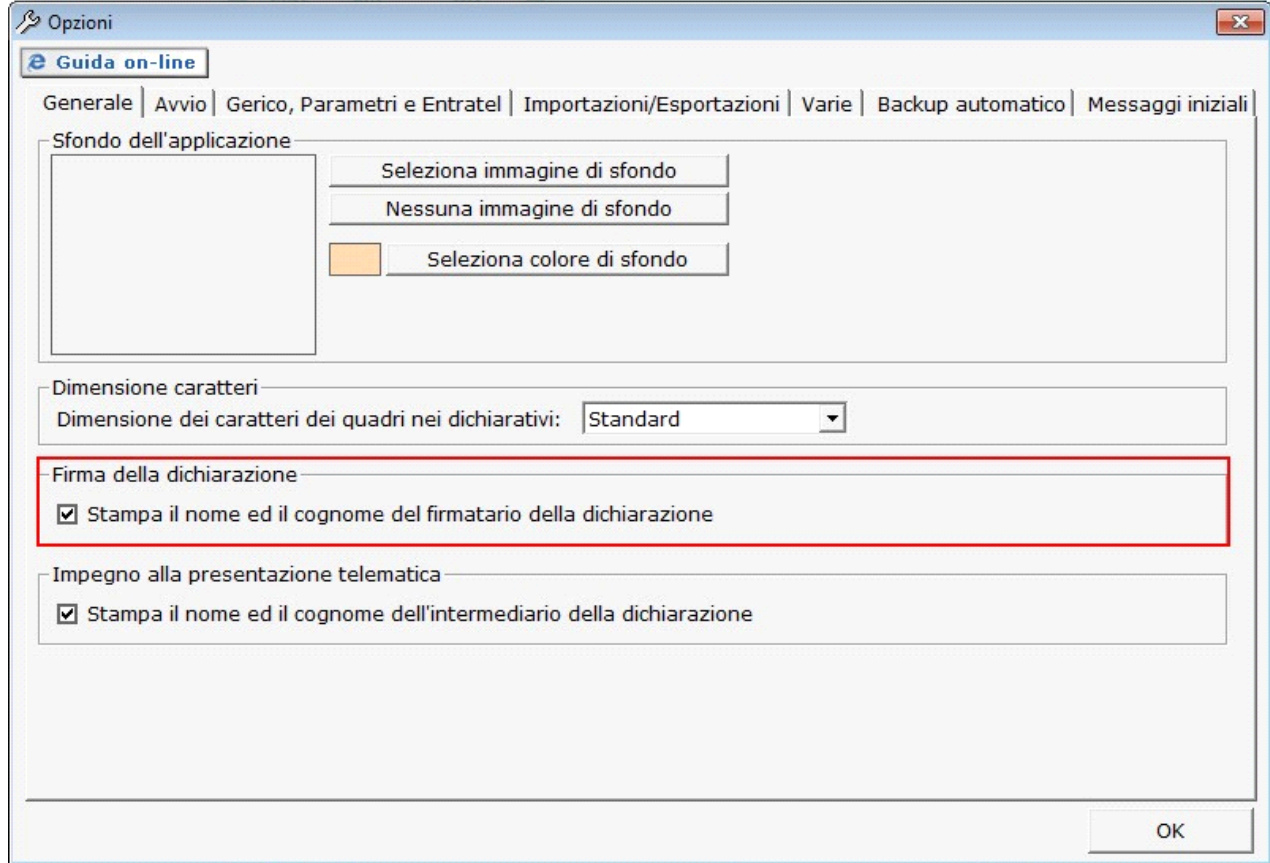 Opzioni
Guida on-line
Generale Avvio Gerico, Parametri e Entratel Importazioni/Esportazioni Varie Backup automatico Messaggi iniziali
Sfondo dell'applicazione
Seleziona immagine di sfondo
Nessuna immagine di sfondo
Seleziona colore di sfondo
Dimensione caratteri
Dimensione dei caratteri dei quadri nei dichiarativi: Standard
Firma della dichiarazione
Stampa il nome ed il cognome del firmatario della dichiarazione
Impegno alla presentazione telematica
Stampa il nome ed il cognome dell'intermediario della dichiarazione
OK